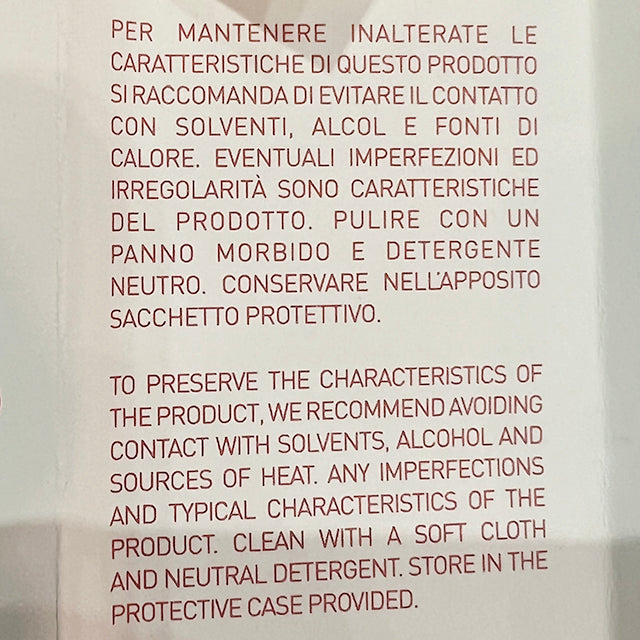 PER MANTENERE INALTERATE LE
CARATTERISTICHE DI QUESTO PRODOTTO
SI RACCOMANDA DI EVITARE IL CONTATTO
CON SOLVENTI, ALCOL E FONTI DI
CALORE. EVENTUALI IMPERFEZIONI ED
IRREGOLARITÀ SONO CARATTERISTICHE
DEL PRODOTTO. PULIRE CON UN
PANNO MORBIDO E DETERGENTE
NEUTRO. CONSERVARE NELL'APPOSITO
SACCHETTO PROTETTIVO.
TO PRESERVE THE CHARACTERISTICS OF
THE PRODUCT, WE RECOMMEND AVOIDING
CONTACT WITH SOLVENTS, ALCOHOL AND
SOURCES OF HEAT. ANY IMPERFECTIONS
AND TYPICAL CHARACTERISTICS OF THE
PRODUCT. CLEAN WITH A SOFT CLOTH
AND NEUTRAL DETERGENT. STORE IN THE
PROTECTIVE CASE PROVIDED.